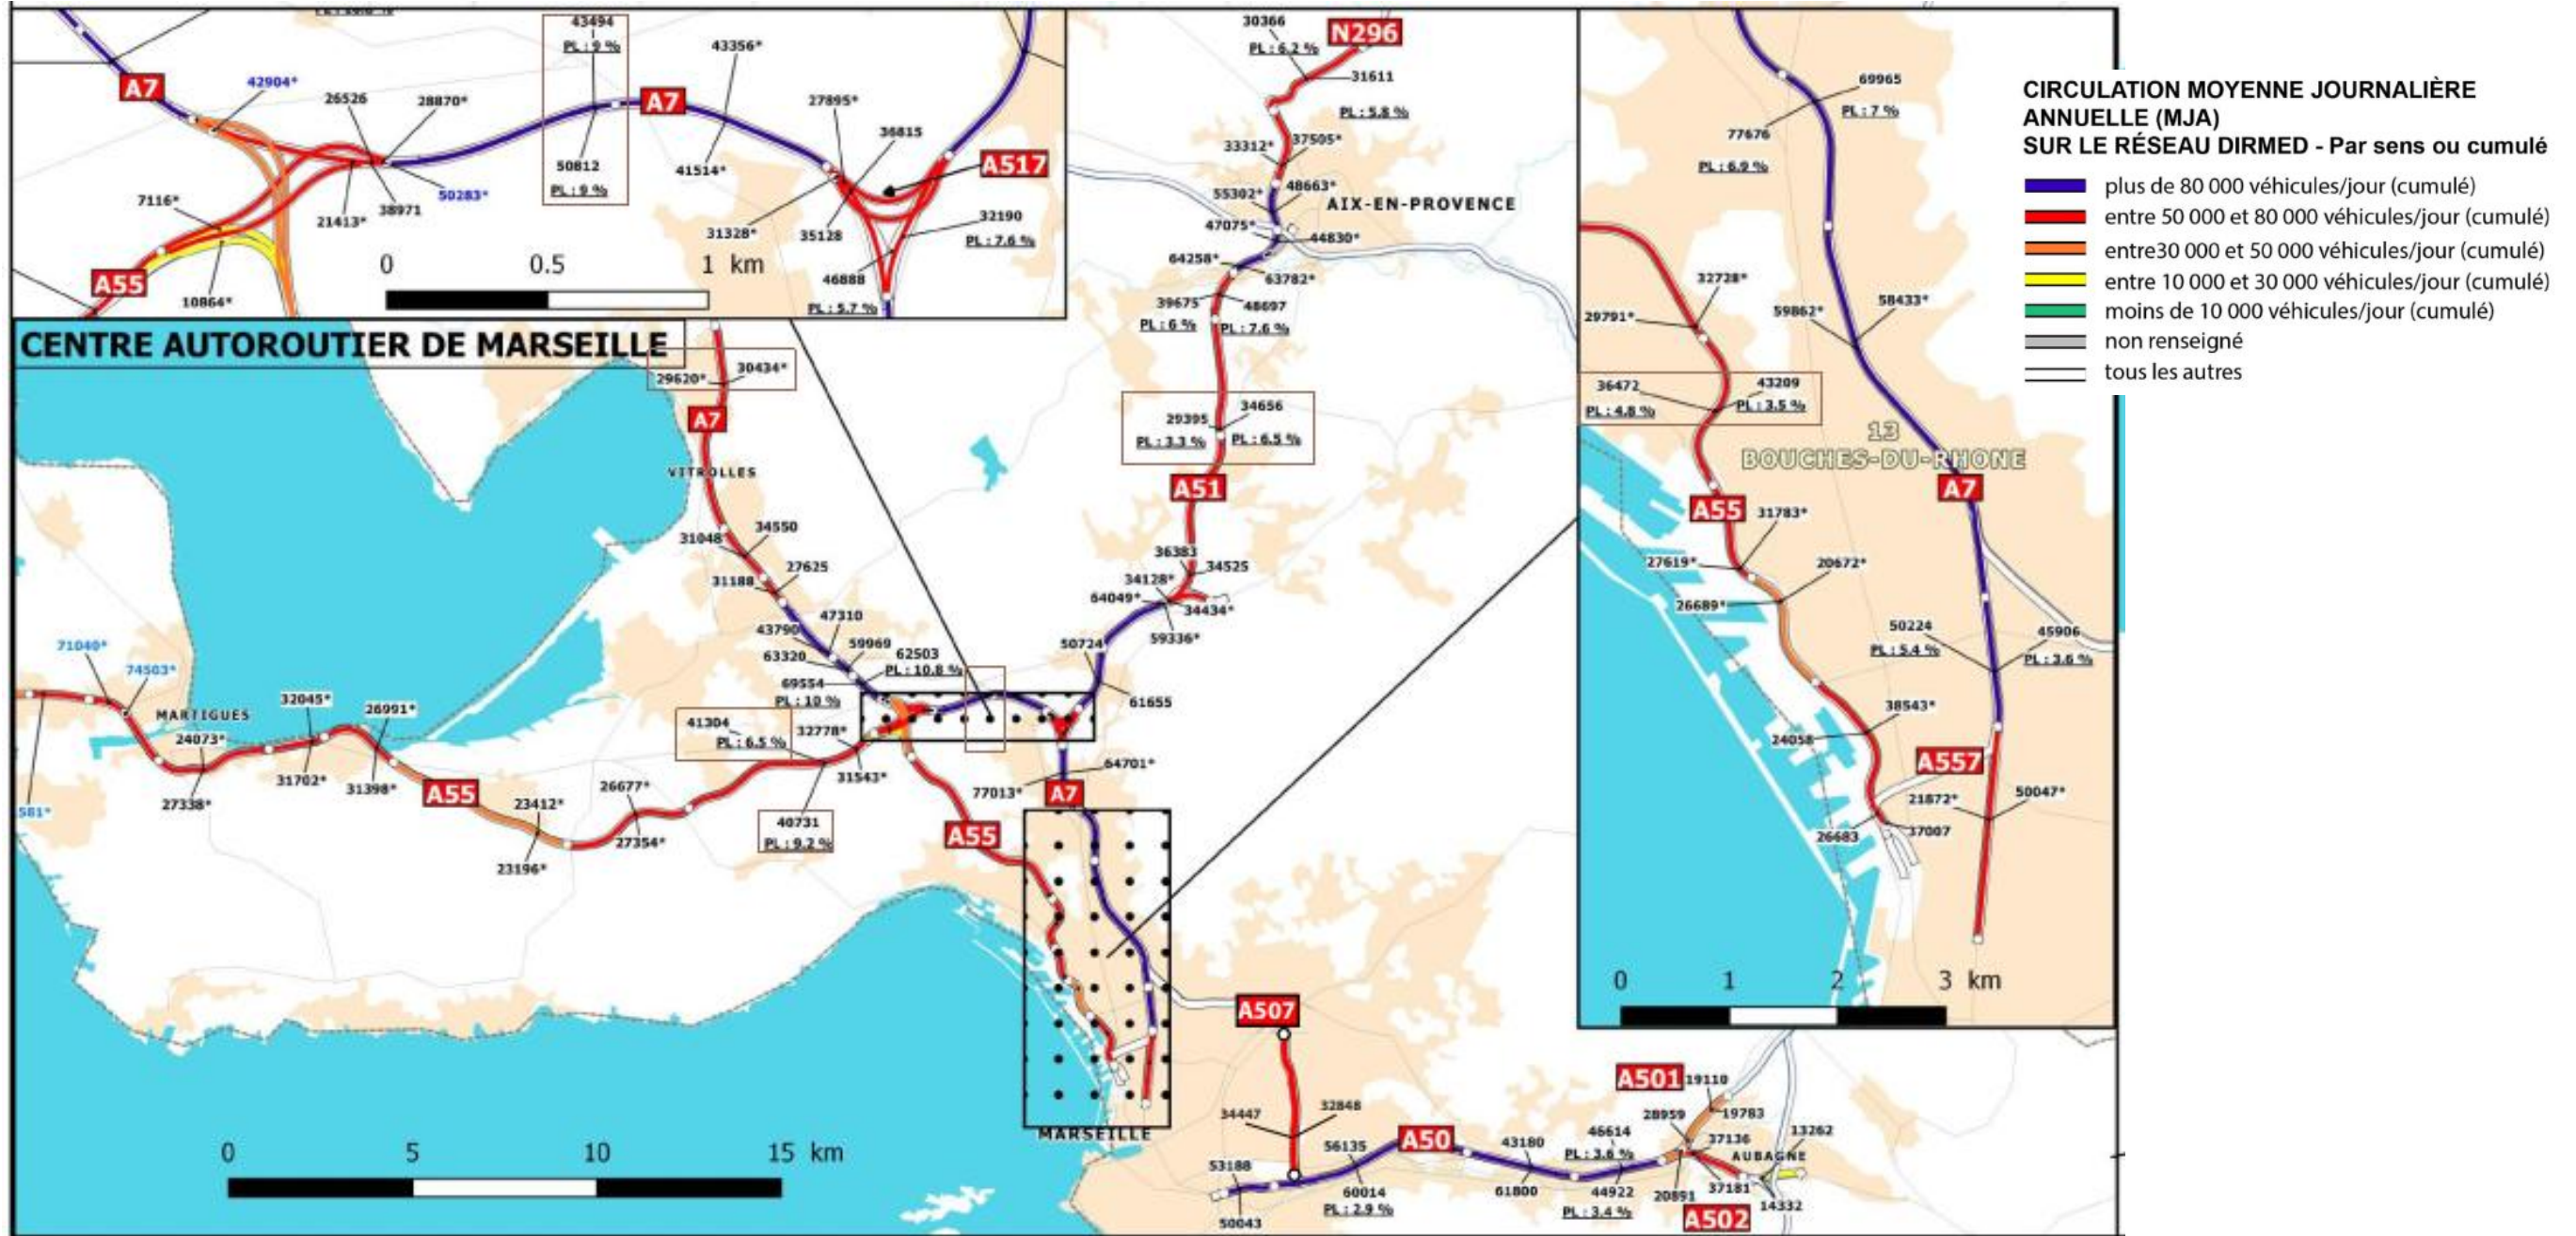 43494
PL : 9 %
A7
42904*
26526
28870*
43356*
A7
27895*
36815
A517
50812
PL : 9 %
41514*
7116*
21413*
38971
50283*
31328*
35128
32190
PL : 7.6 %
46888
PL : 5.7 %
A55
10864*
0 0.5 1 km
CENTRE AUTOROUTIER DE MARSEILLE
30366
PL : 6.2 %
N296
31611
PL : 5.8 %
33312*
37505*
55302*
48663*
AIX-EN-PROVENCE
47075*
44830*
64258*
63782*
39675
PL : 6 %
48697
PL : 7.6 %
29395
PL : 3.3 %
34656
PL : 6.5 %
A51
36383
34525
34128*
64049*
34434*
59336*
50724
61655
29620*
30434*
A7
VITROLLES
34550
31048
27625
31188
47310
43790
59969
63320
62503
PL : 10.8 %
69554
PL : 10 %
41304
PL : 6.5 %
32778*
31543*
40731
PL : 9.2 %
71040*
74503*
MARTIGUES
24073*
27338*
32045*
26991*
31702*
31398*
581*
A55
23412*
23196*
26677*
27354*
64701*
77013*
A7
A55
MARSEILLE
0 5 10 15 km
69965
PL : 7 %
77676
PL : 6.9 %
32728*
29791*
59862*
58433*
36472
PL : 4.8 %
43209
PL : 3.5 %
13
BOUCHES-DU-RHONE
A7
A55
31783*
27619*
20672*
26689*
50224
PL : 5.4 %
45906
PL : 3.6 %
38543*
24058
A557
21872*
50047*
26683
37007
0 1 2 3 km
A507
34447
32848
53188
50043
56135
60014
PL : 2.9 %
A50
43180
61800
46614
PL : 3.6 %
44922
PL : 3.4 %
A501
19110
28959
19783
37136
13262
AUBAGNE
20891
37181
14332
A502
CIRCULATION MOYENNE JOURNALIÈRE
ANNUELLE (MJA)
SUR LE RÉSEAU DIRMED - Par sens ou cumulé
plus de 80 000 véhicules/jour (cumulé)
entre 50 000 et 80 000 véhicules/jour (cumulé)
entre30 000 et 50 000 véhicules/jour (cumulé)
entre 10 000 et 30 000 véhicules/jour (cumulé)
moins de 10 000 véhicules/jour (cumulé)
non renseigné
tous les autres